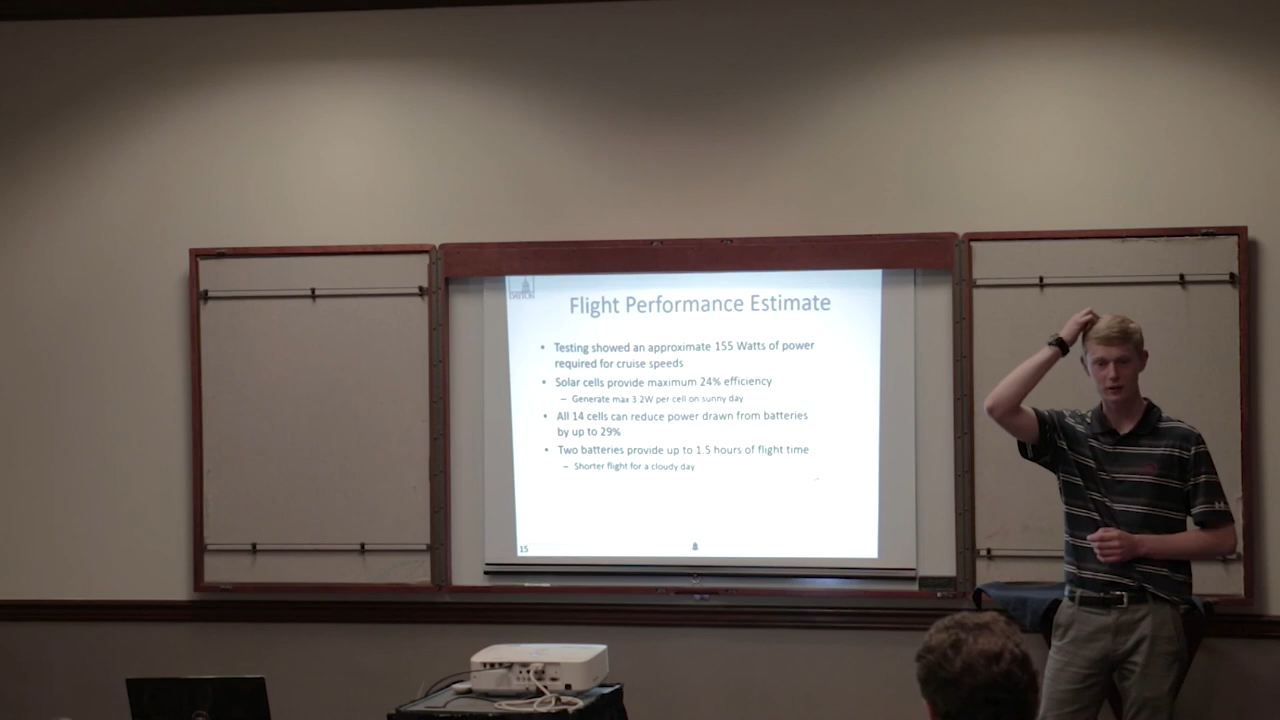 DAYTON
Flight Performance Estimate
• Testing showed an approximate 155 Watts of power
required for cruise speeds
• Solar cells provide maximum 24% efficiency
– Generate max 3.2W per cell on sunny day
• All 14 cells can reduce power drawn from batteries
by up to 29%
• Two batteries provide up to 1.5 hours of flight time
– Shorter flight for a cloudy day
15